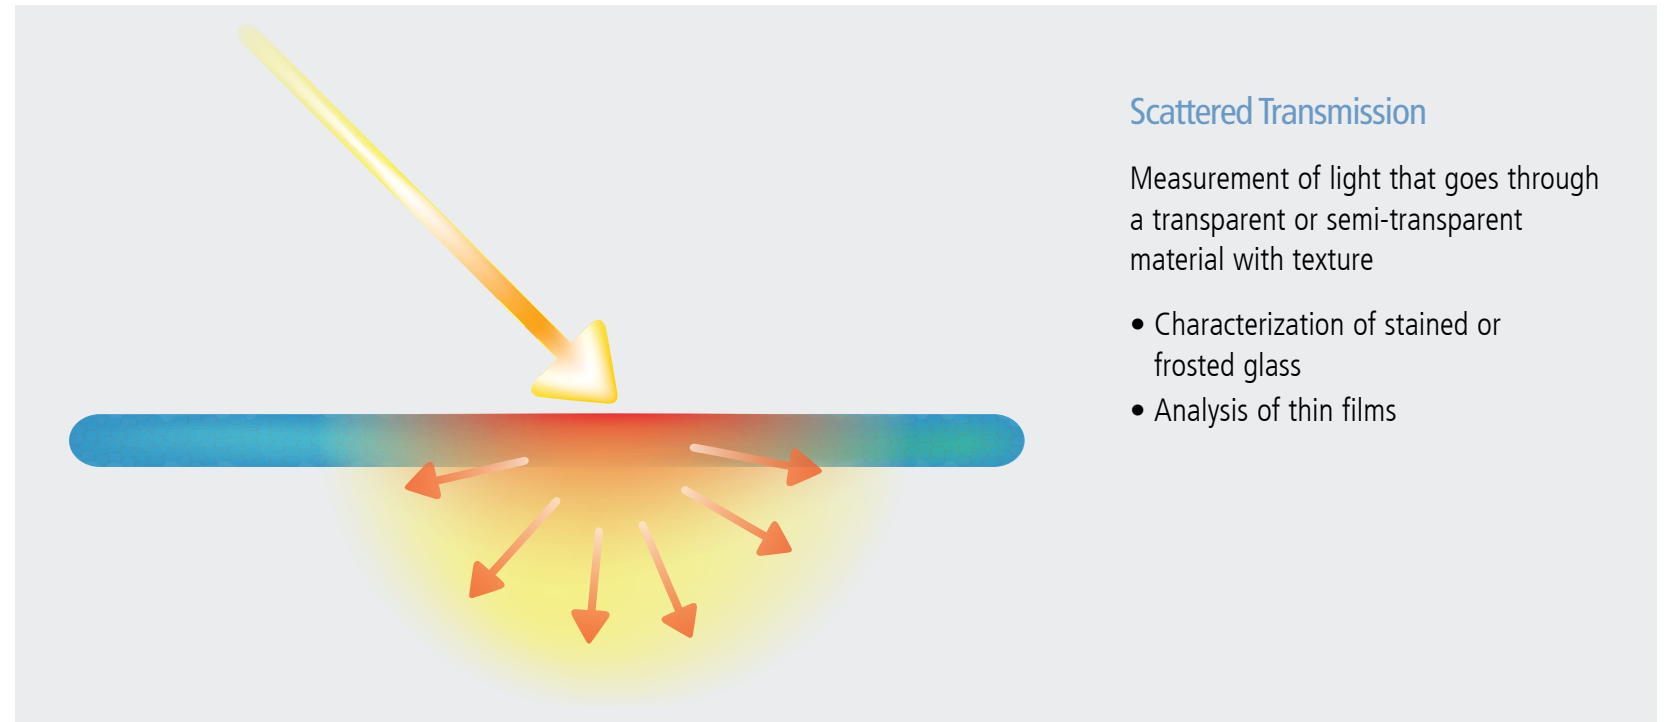 Scattered Transmission
Measurement of light that goes through
a transparent or semi-transparent
material with texture
• Characterization of stained or
frosted glass
• Analysis of thin films